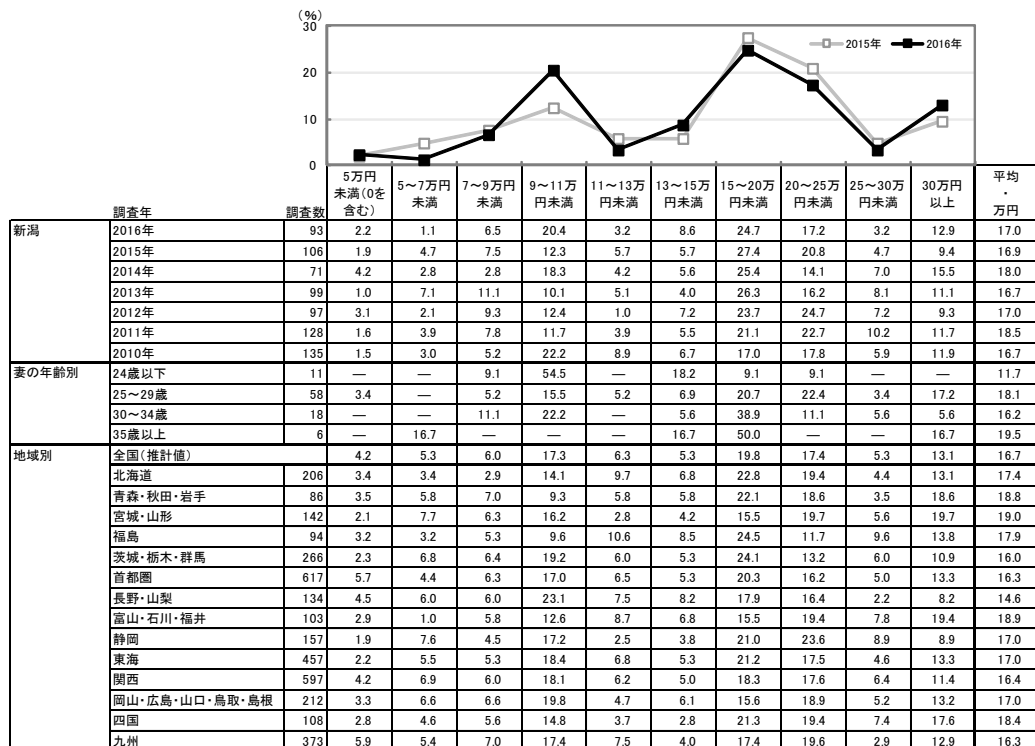 (%)
30
20
10
0
2015年 2016年
調査年 調査数 5万円未満(0を含む) 5～7万円未満 7～9万円未満 9～11万円未満 11～13万円未満 13～15万円未満 15～20万円未満 20～25万円未満 25～30万円未満 30万円以上 平均・万円
新潟 2016年 93 2.2 1.1 6.5 20.4 3.2 8.6 24.7 17.2 3.2 12.9 17.0
2015年 106 1.9 4.7 7.5 12.3 5.7 5.7 27.4 20.8 4.7 9.4 16.9
2014年 71 4.2 2.8 2.8 18.3 4.2 5.6 25.4 14.1 7.0 15.5 18.0
2013年 99 1.0 7.1 11.1 10.1 5.1 4.0 26.3 16.2 8.1 11.1 16.7
2012年 97 3.1 2.1 9.3 12.4 1.0 7.2 23.7 24.7 7.2 9.3 17.0
2011年 128 1.6 3.9 7.8 11.7 3.9 5.5 21.1 22.7 10.2 11.7 18.5
2010年 135 1.5 3.0 5.2 22.2 8.9 6.7 17.0 17.8 5.9 11.9 16.7
妻の年齢別 24歳以下 11 ― ― 9.1 54.5 ― 18.2 9.1 9.1 ― ― 11.7
25～29歳 58 3.4 ― 5.2 15.5 5.2 6.9 20.7 22.4 3.4 17.2 18.1
30～34歳 18 ― ― 11.1 22.2 ― 5.6 38.9 11.1 5.6 5.6 16.2
35歳以上 6 ― 16.7 ― ― ― 16.7 50.0 ― ― 16.7 19.5
地域別 全国(推計値) 4.2 5.3 6.0 17.3 6.3 5.3 19.8 17.4 5.3 13.1 16.7
北海道 206 3.4 3.4 2.9 14.1 9.7 6.8 22.8 19.4 4.4 13.1 17.4
青森・秋田・岩手 86 3.5 5.8 7.0 9.3 5.8 5.8 22.1 18.6 3.5 18.6 18.8
宮城・山形 142 2.1 7.7 6.3 16.2 2.8 4.2 15.5 19.7 5.6 19.7 19.0
福島 94 3.2 3.2 5.3 9.6 10.6 8.5 24.5 11.7 9.6 13.8 17.9
茨城・栃木・群馬 266 2.3 6.8 6.4 19.2 6.0 5.3 24.1 13.2 6.0 10.9 16.0
首都圏 617 5.7 4.4 6.3 17.0 6.5 5.3 20.3 16.2 5.0 13.3 16.3
長野・山梨 134 4.5 6.0 6.0 23.1 7.5 8.2 17.9 16.4 2.2 8.2 14.6
富山・石川・福井 103 2.9 1.0 5.8 12.6 8.7 6.8 15.5 19.4 7.8 19.4 18.9
静岡 157 1.9 7.6 4.5 17.2 2.5 3.8 21.0 23.6 8.9 8.9 17.0
東海 457 2.2 5.5 5.3 18.4 6.8 5.3 21.2 17.5 4.6 13.3 17.0
関西 597 4.2 6.9 6.0 18.1 6.2 5.0 18.3 17.6 6.4 11.4 16.4
岡山・広島・山口・鳥取・島根 212 3.3 6.6 6.6 19.8 4.7 6.1 15.6 18.9 5.2 13.2 17.0
四国 108 2.8 4.6 5.6 14.8 3.7 2.8 21.3 19.4 7.4 17.6 18.4
九州 373 5.9 5.4 7.0 17.4 7.5 4.0 17.4 19.6 2.9 12.9 16.3